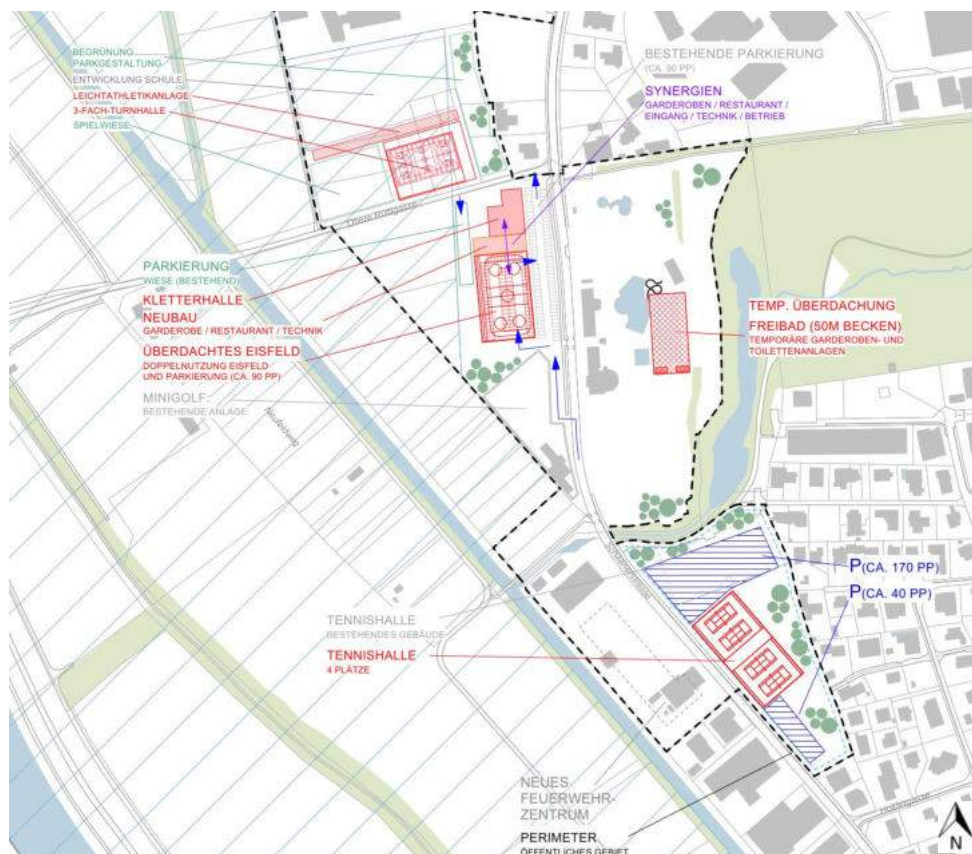 BEGRÜNUNG
PARKGESTALTUNG
ENTWICKLUNG SCHULE
LEICHTATHLETIKANLAGE
3-FACH-TURNHALLE
SPIELWIESE
BESTEHENDE PARKIERUNG
(CA. 90 PP)
SYNERGIEN
GARDEROBEN / RESTAURANT /
EINGANG / TECHNIK / BETRIEB
PARKIERUNG
WIESE (BESTEHEND)
KLETTERHALLE
NEUBAU
GARDEROBE / RESTAURANT / TECHNIK
ÜBERDACHTES EISFELD
DOPPELNUTZUNG EISFELD
UND PARKIERUNG (CA. 90 PP)
MINIGOLF
BESTEHENDE ANLAGE
TEMP. ÜBERDACHUNG
FREIBAD (50M BECKEN)
TEMPORÄRE GARDEROBEN- UND
TOILETTENANLAGEN
Neufeldweg
P(CA. 170 PP)
P(CA. 40 PP)
TENNISHALLE
BESTEHENDES GEBÄUDE
TENNISHALLE
4 PLÄTZE
NEUES
FEUERWEHR-
ZENTRUM
PERIMETER
ÖFFENTLICHES GEBIET
N